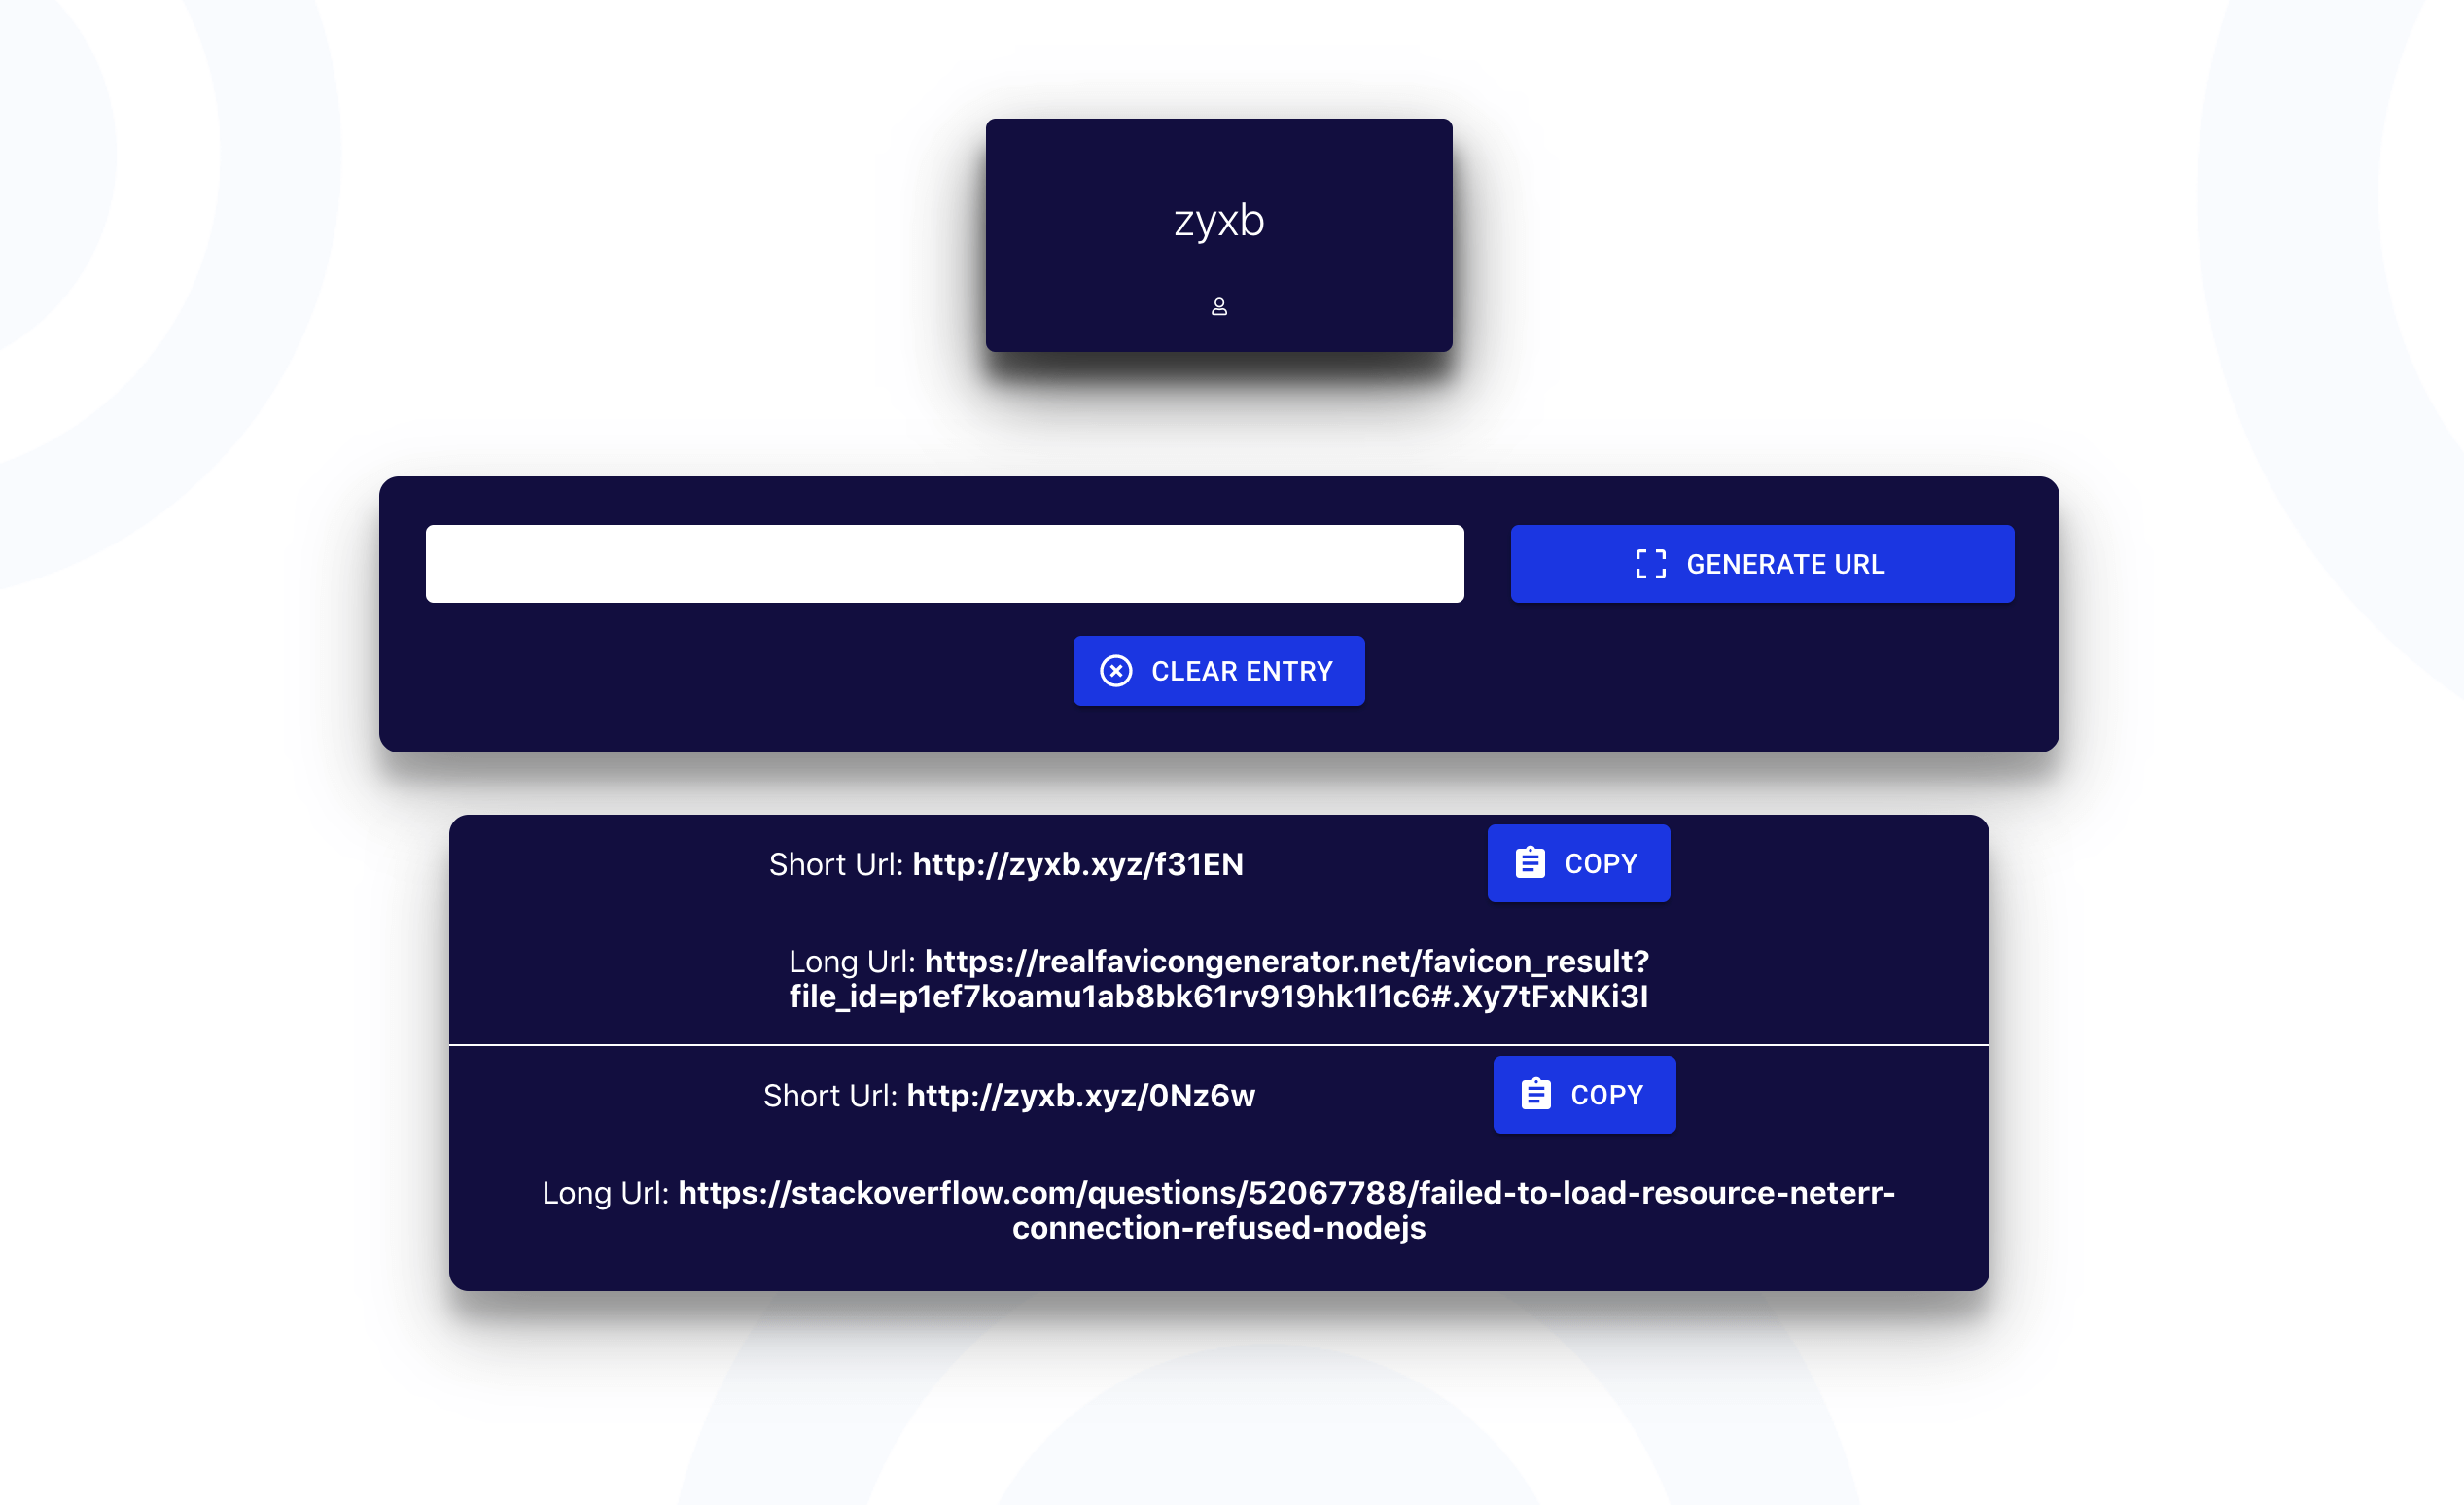 zyxb
GENERATE URL
CLEAR ENTRY
Short Url: http://zyxb.xyz/f31EN
COPY
Long Url: https://realfavicongenerator.net/favicon_result?
file_id=p1ef7koamu1ab8bk61rv919hk1l1c6#.Xy7tFxNKi3I
Short Url: http://zyxb.xyz/0Nz6w
COPY
Long Url: https://stackoverflow.com/questions/52067788/failed-to-load-resource-neterr-
connection-refused-nodejs